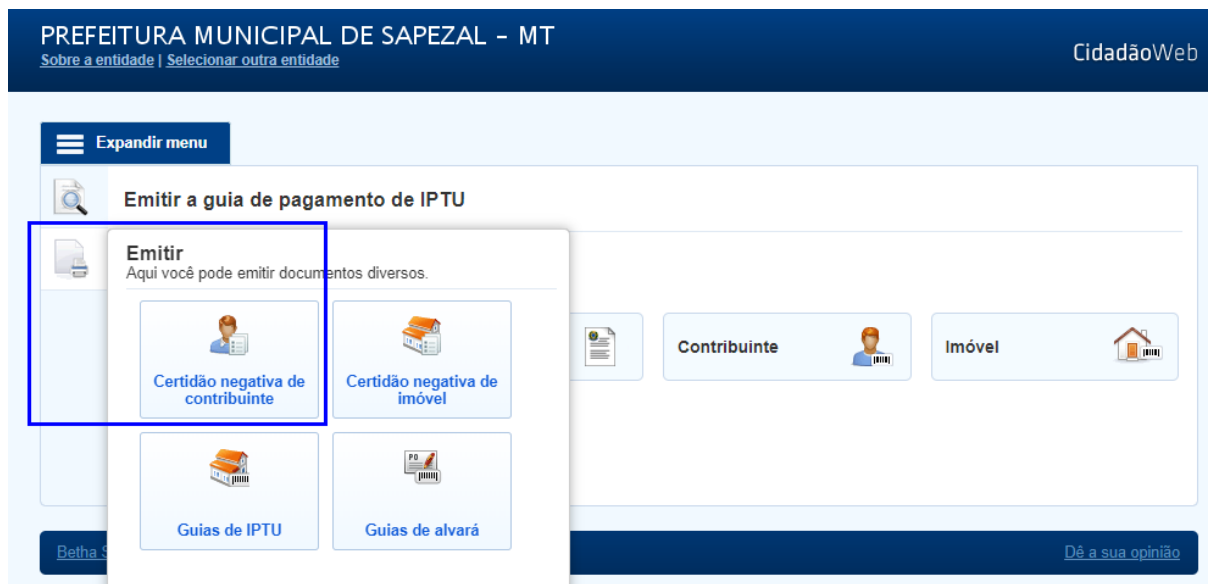 PREFEITURA MUNICIPAL DE SAPEZAL - MT
Sobre a entidade | Selecionar outra entidade
CidadãoWeb
Expandir menu
Emitir a guia de pagamento de IPTU
Emitir
Aqui você pode emitir documentos diversos.
Certidão negativa de
contribuinte
Certidão negativa de
imóvel
Contribuinte
Imóvel
Guias de IPTU
Guias de alvará
Betha
Dê a sua opinião